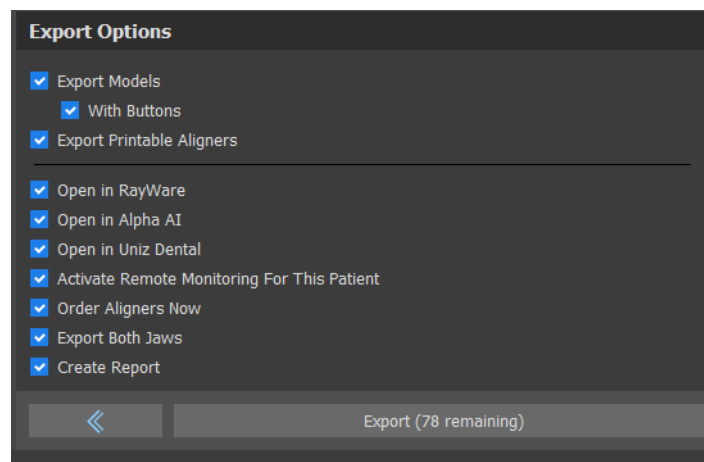 Export Options
Export Models
With Buttons
Export Printable Aligners
Open in RayWare
Open in Alpha AI
Open in Uniz Dental
Activate Remote Monitoring For This Patient
Order Aligners Now
Export Both Jaws
Create Report
Export (78 remaining)